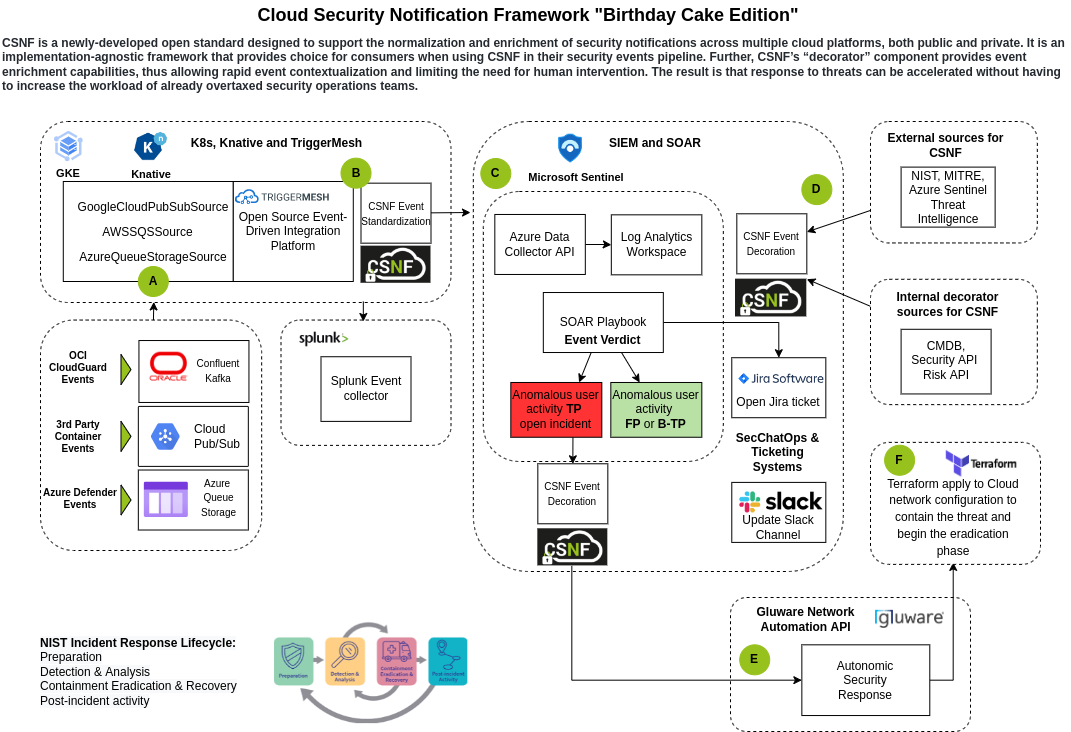 Cloud Security Notification Framework "Birthday Cake Edition"
CSNF is a newly-developed open standard designed to support the normalization and enrichment of security notifications across multiple cloud platforms, both public and private. It is an
implementation-agnostic framework that provides choice for consumers when using CSNF in their security events pipeline. Further, CSNF’s “decorator” component provides event
enrichment capabilities, thus allowing rapid event contextualization and limiting the need for human intervention. The result is that response to threats can be accelerated without having
to increase the workload of already overtaxed security operations teams.
K8s, Knative and TriggerMesh
GKE
K
n
Knative
GoogleCloudPubSubSource
AWSSQSSource
AzureQueueStorageSource
TRIGGERMESH
Open Source Event-
Driven Integration
Platform
B
CSNF Event
Standardization
CSNF
A
OCI
CloudGuard
Events
ORACLE
Confluent
Kafka
3rd Party
Container
Events
Cloud
Pub/Sub
Azure Defender
Events
Azure
Queue
Storage
splunk>
Splunk Event
collector
SIEM and SOAR
Microsoft Sentinel
C
D
Azure Data
Collector API
Log Analytics
Workspace
CSNF Event
Decoration
CSNF
SOAR Playbook
Event Verdict
Anomalous user
activity TP
open incident
Anomalous user
activity
FP or B-TP
CSNF Event
Decoration
CSNF
Jira Software
Open Jira ticket
SecChatOps &
Ticketing
Systems
slack
Update Slack
Channel
External sources for
CSNF
NIST, MITRE,
Azure Sentinel
Threat
Intelligence
Internal decorator
sources for CSNF
CMDB,
Security API
Risk API
F
Terraform
Terraform apply to Cloud
network configuration to
contain the threat and
begin the eradication
phase
Gluware Network
Automation API
gluware
E
Autonomic
Security
Response
NIST Incident Response Lifecycle:
Preparation
Detection & Analysis
Containment Eradication & Recovery
Post-incident activity
Preparation
Detection &
Analysis
Containment
Eradication &
Recovery
Post-Incident
Activity